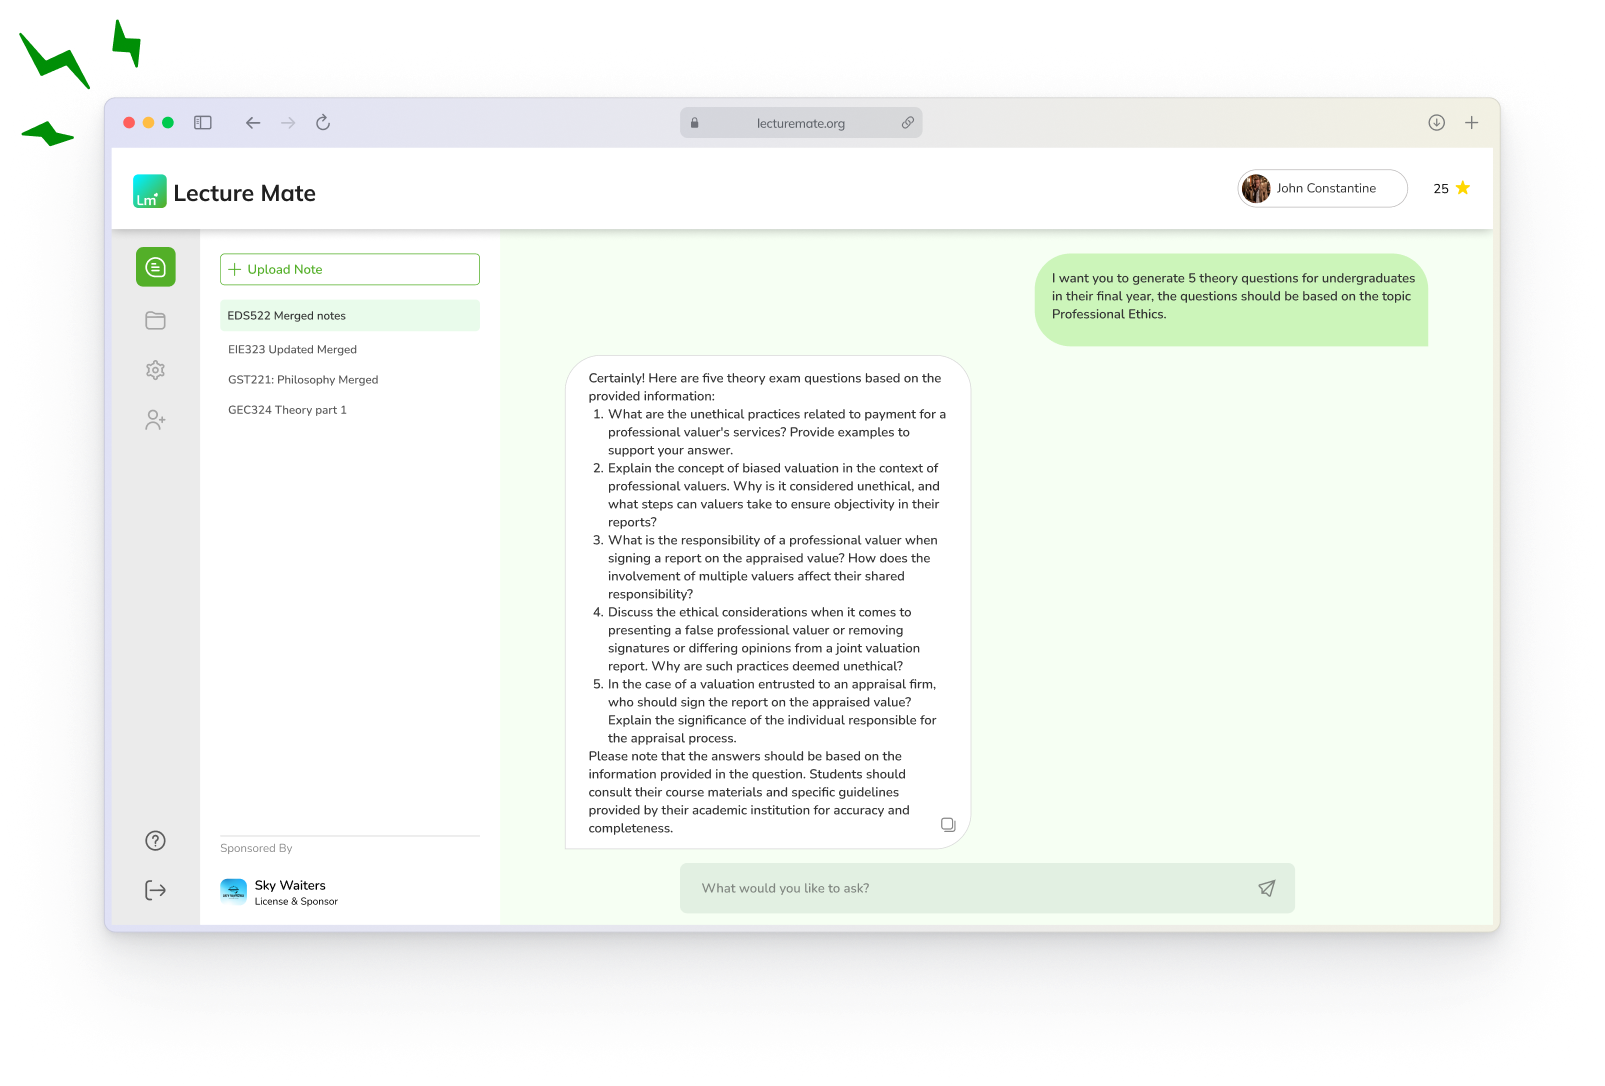 lecturemate.org
Lm
Lecture Mate
John Constantine
25
Upload Note
EDS522 Merged notes
EIE323 Updated Merged
GST221: Philosophy Merged
GEC324 Theory part 1
Sponsored By
Sky Waiters
License & Sponsor
I want you to generate 5 theory questions for undergraduates
in their final year, the questions should be based on the topic
Professional Ethics.
Certainly! Here are five theory exam questions based on the
provided information:
1. What are the unethical practices related to payment for a
professional valuer's services? Provide examples to
support your answer.
2. Explain the concept of biased valuation in the context of
professional valuers. Why is it considered unethical, and
what steps can valuers take to ensure objectivity in their
reports?
3. What is the responsibility of a professional valuer when
signing a report on the appraised value? How does the
involvement of multiple valuers affect their shared
responsibility?
4. Discuss the ethical considerations when it comes to
presenting a false professional valuer or removing
signatures or differing opinions from a joint valuation
report. Why are such practices deemed unethical?
5. In the case of a valuation entrusted to an appraisal firm,
who should sign the report on the appraised value?
Explain the significance of the individual responsible for
the appraisal process.
Please note that the answers should be based on the
information provided in the question. Students should
consult their course materials and specific guidelines
provided by their academic institution for accuracy and
completeness.
What would you like to ask?